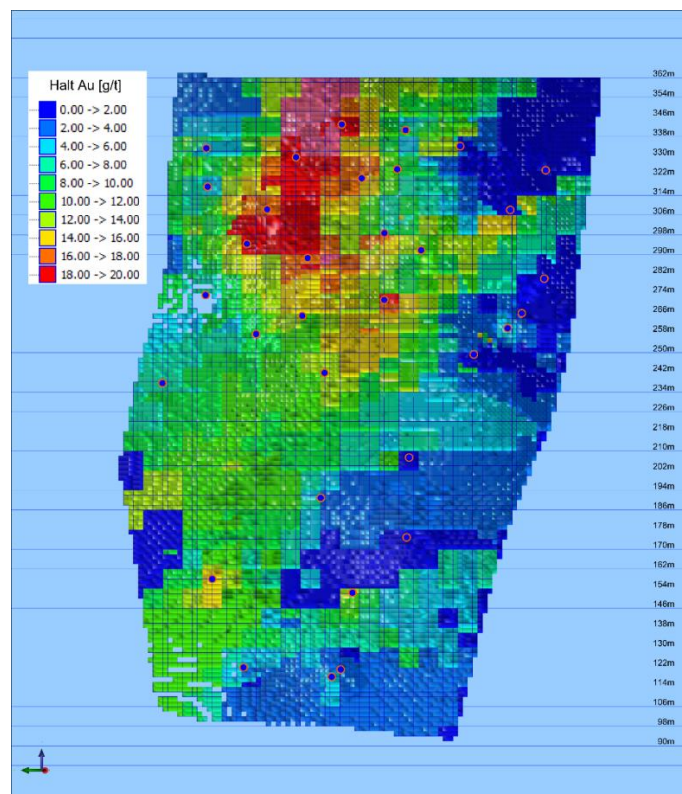 Halt Au [g/t]
0.00 -> 2.00
2.00 -> 4.00
4.00 -> 6.00
6.00 -> 8.00
8.00 -> 10.00
10.00 -> 12.00
12.00 -> 14.00
14.00 -> 16.00
16.00 -> 18.00
18.00 -> 20.00
362m
354m
346m
338m
330m
322m
314m
306m
298m
290m
282m
274m
266m
258m
250m
242m
234m
226m
218m
210m
202m
194m
186m
178m
170m
162m
154m
146m
138m
130m
122m
114m
106m
98m
90m